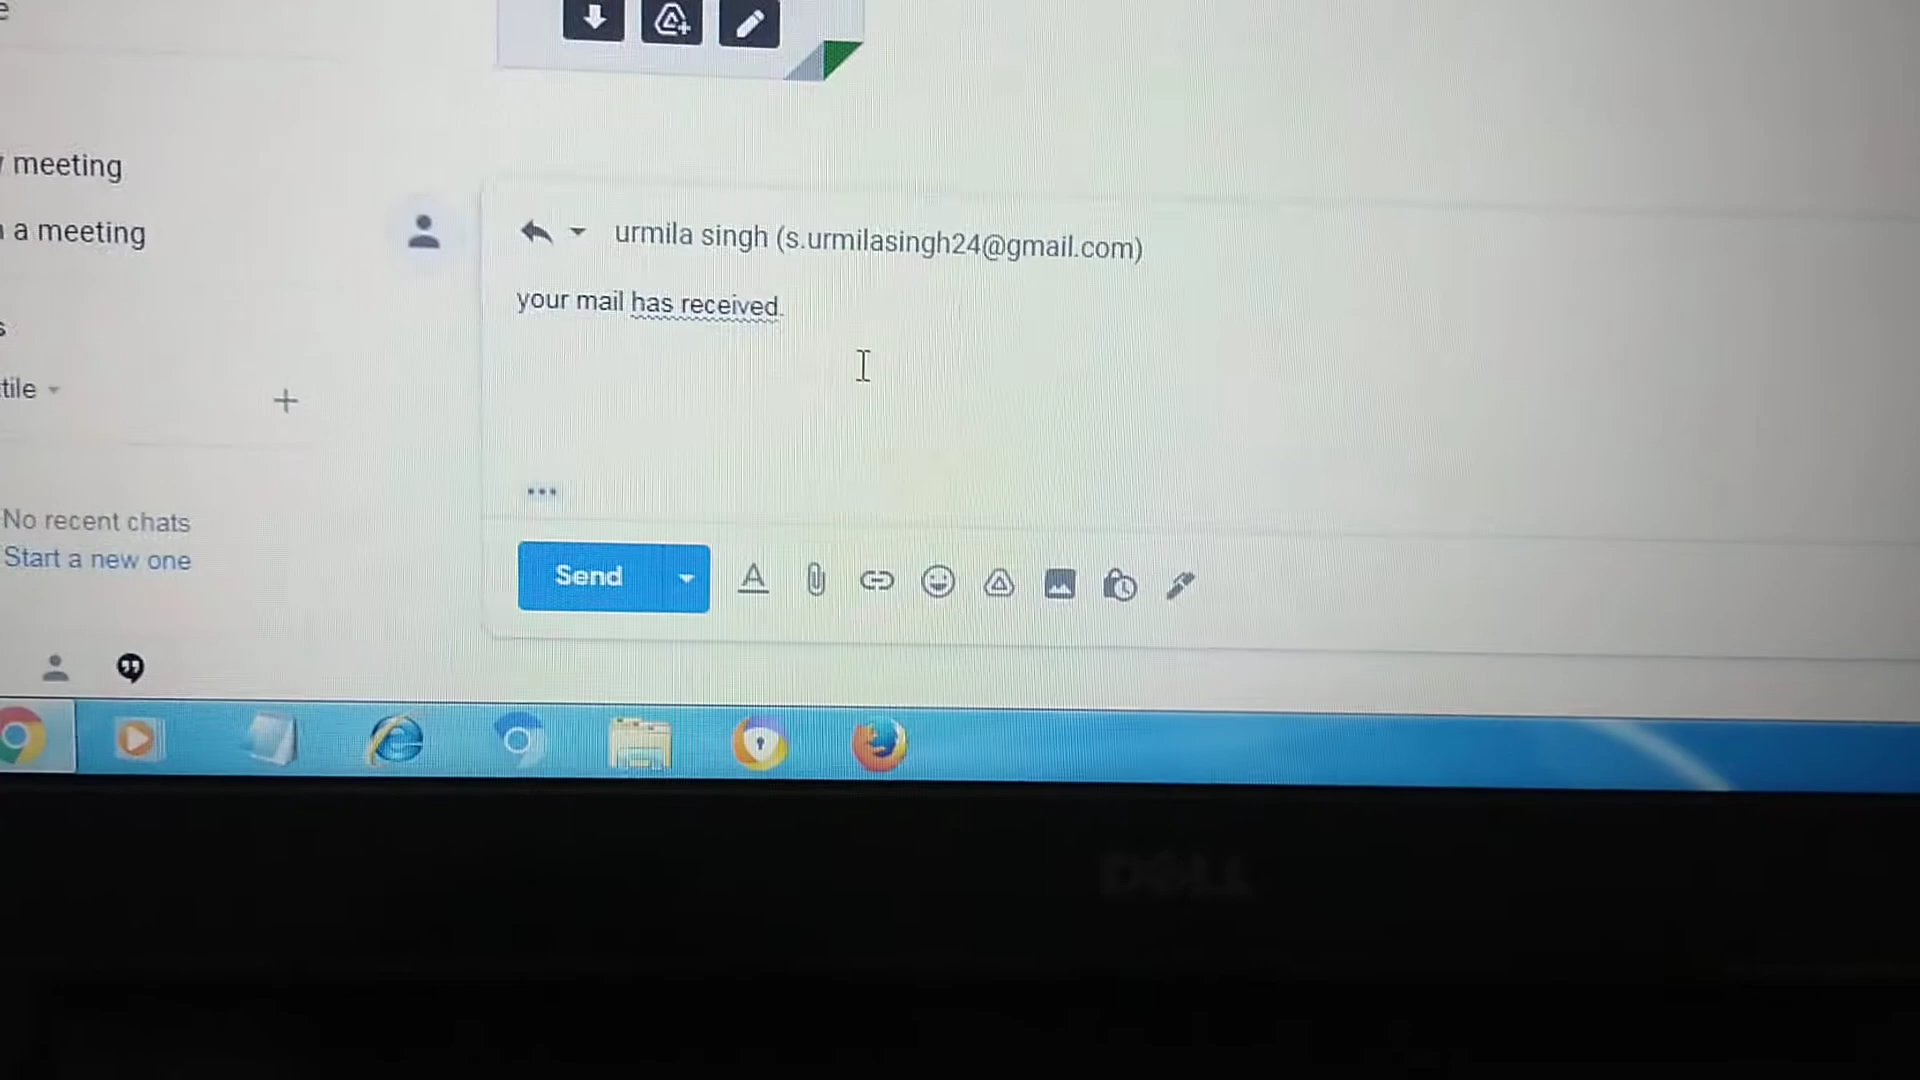 meeting
a meeting
urmila singh (s.urmilasingh24@gmail.com)
your mail has received.
tile
No recent chats
Start a new one
Send
DELL